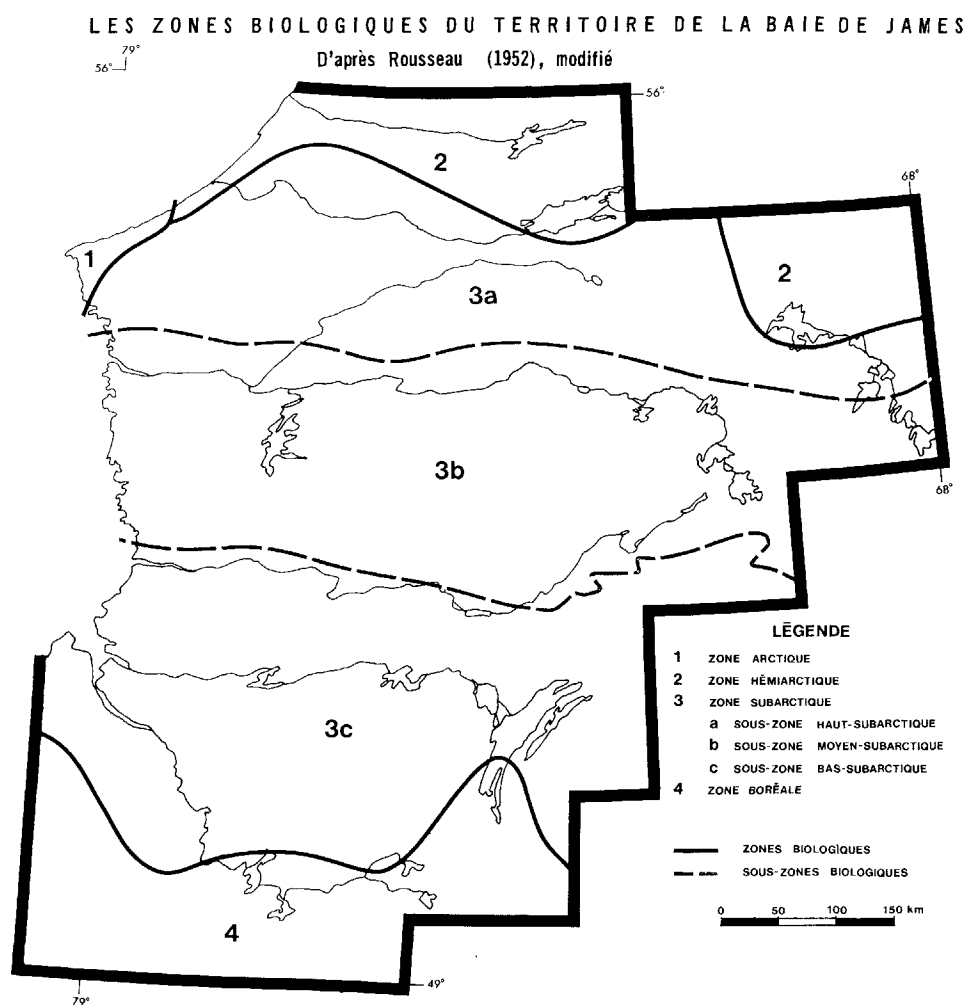 LES ZONES BIOLOGIQUES DU TERRITOIRE DE LA BAIE DE JAMES
D'après Rousseau (1952), modifié
79°
56°
56°
68°
2
1
2
3a
3b
68°
3c
4
79°
49°
LĒGENDE
1 ZONE ARCTIQUE
2 ZONE HĒMIARCTIQUE
3 ZONE SUBARCTIQUE
a SOUS-ZONE HAUT-SUBARCTIQUE
b SOUS-ZONE MOYEN-SUBARCTIQUE
c SOUS-ZONE BAS-SUBARCTIQUE
4 ZONE BORĒALE
ZONES BIOLOGIQUES
SOUS-ZONES BIOLOGIQUES
0 50 100 150 km